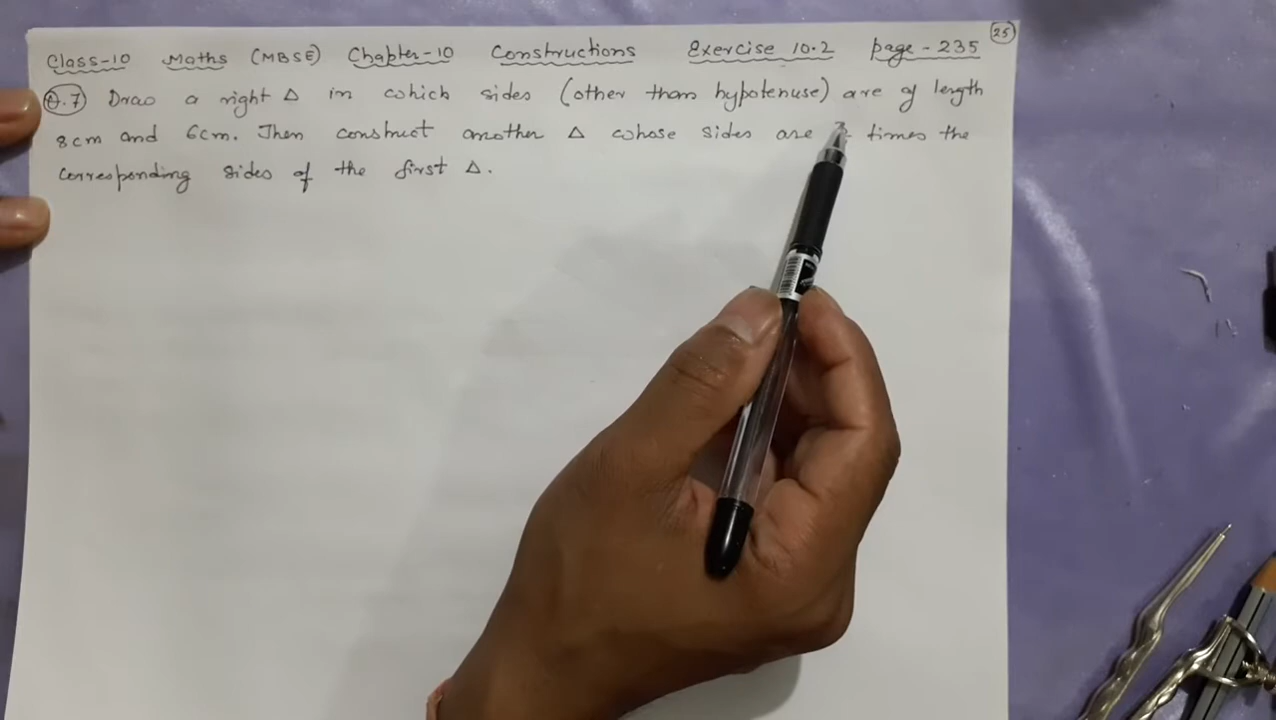 25
Class-10 Maths (MBSE) Chapter-10 Constructions Exercise 10.2 page - 235
Q.7 Draw a right △ in which sides (other than hypotenuse) are of length
8cm and 6cm. Then construct another △ whose sides are times the
corresponding sides of the first △.